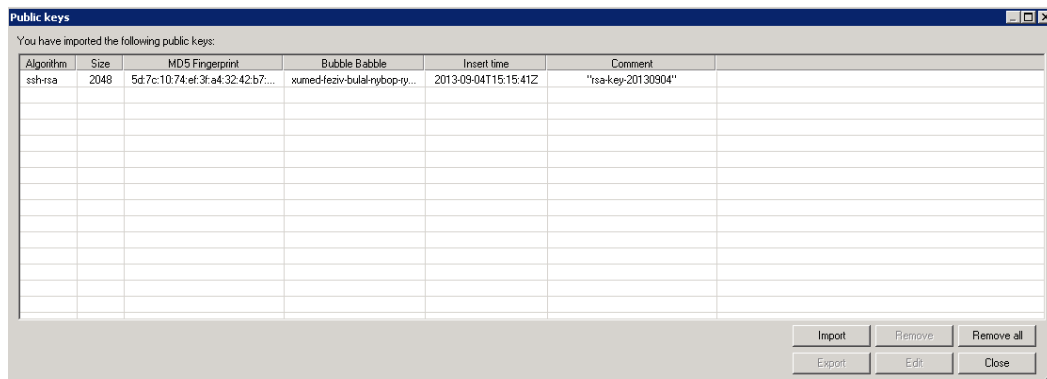 Public keys
You have imported the following public keys:
Algorithm Size MD5 Fingerprint Bubble Babble Insert time Comment
ssh-rsa 2048 5d:7c:10:74:ef:3f:a4:32:42:b7:... xumed-feziv-bulal-nybop-ry... 2013-09-04T15:15:41Z "rsa-key-20130904"
Import Remove Remove all
Export Edit Close